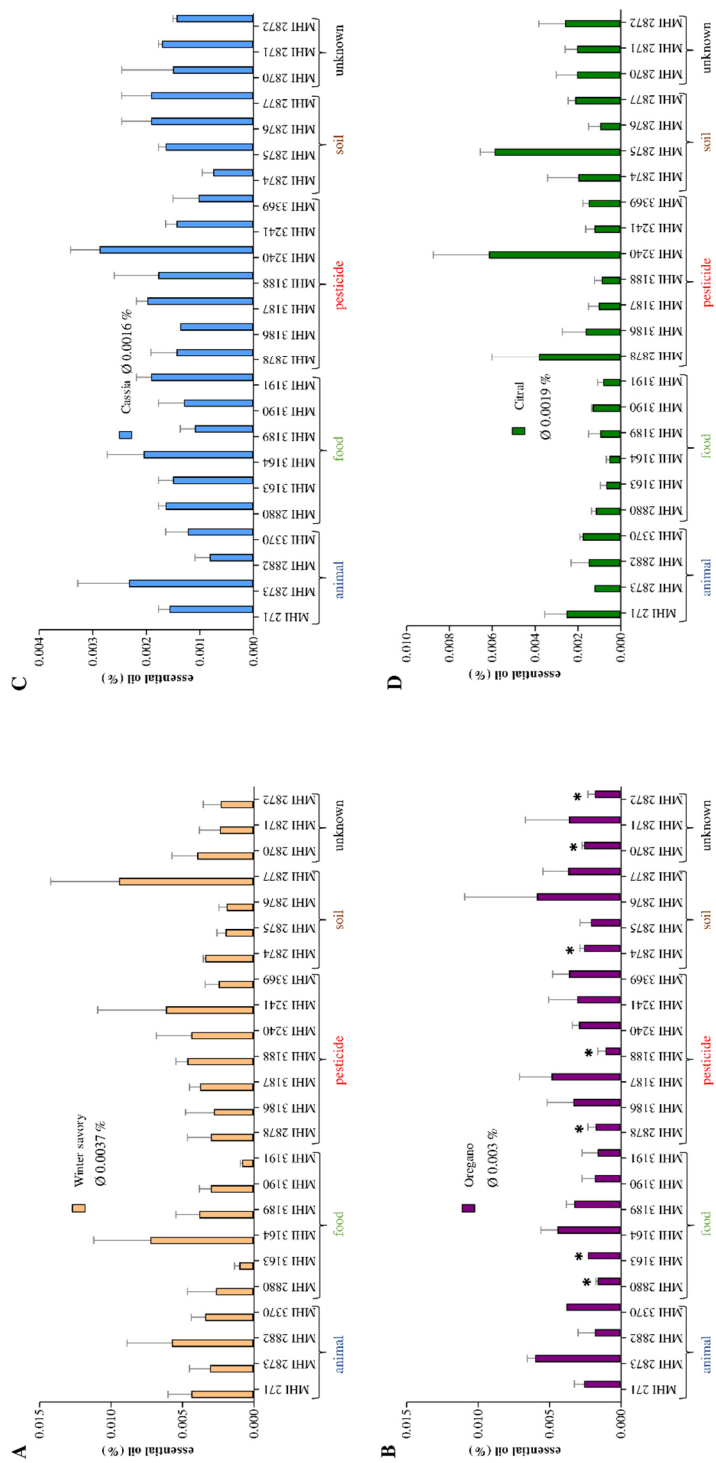 A
essential oil (%)
0.015
0.010
0.005
0.000
Winter savory
Ø 0.0037 %
MHI 271
MHI 2873
MHI 2882
MHI 3370
MHI 2880
MHI 3163
MHI 3164
MHI 3189
MHI 3190
MHI 3191
MHI 2878
MHI 3186
MHI 3187
MHI 3188
MHI 3240
MHI 3241
MHI 3369
MHI 2874
MHI 2875
MHI 2876
MHI 2877
MHI 2870
MHI 2871
MHI 2872
animal
food
pesticide
soil
unknown
B
essential oil (%)
0.015
0.010
0.005
0.000
Oregano
Ø 0.003 %
* * * * * * *
MHI 271
MHI 2873
MHI 2882
MHI 3370
MHI 2880
MHI 3163
MHI 3164
MHI 3189
MHI 3190
MHI 3191
MHI 2878
MHI 3186
MHI 3187
MHI 3188
MHI 3240
MHI 3241
MHI 3369
MHI 2874
MHI 2875
MHI 2876
MHI 2877
MHI 2870
MHI 2871
MHI 2872
animal
food
pesticide
soil
unknown
C
essential oil (%)
0.004
0.003
0.002
0.001
0.000
Cassia Ø 0.0016 %
MHI 271
MHI 2873
MHI 2882
MHI 3370
MHI 2880
MHI 3163
MHI 3164
MHI 3189
MHI 3190
MHI 3191
MHI 2878
MHI 3186
MHI 3187
MHI 3188
MHI 3240
MHI 3241
MHI 3369
MHI 2874
MHI 2875
MHI 2876
MHI 2877
MHI 2870
MHI 2871
MHI 2872
animal
food
pesticide
soil
unknown
D
essential oil (%)
0.010
0.008
0.006
0.004
0.002
0.000
Citral
Ø 0.0019 %
MHI 271
MHI 2873
MHI 2882
MHI 3370
MHI 2880
MHI 3163
MHI 3164
MHI 3189
MHI 3190
MHI 3191
MHI 2878
MHI 3186
MHI 3187
MHI 3188
MHI 3240
MHI 3241
MHI 3369
MHI 2874
MHI 2875
MHI 2876
MHI 2877
MHI 2870
MHI 2871
MHI 2872
animal
food
pesticide
soil
unknown